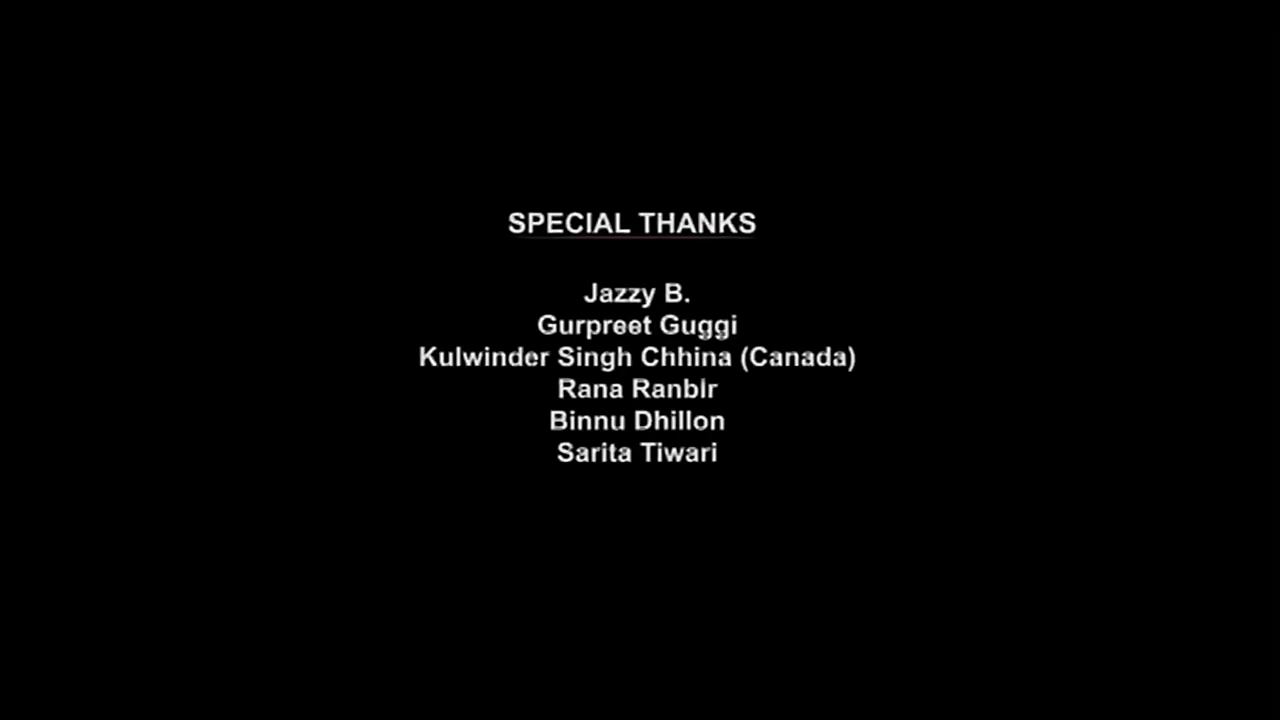 SPECIAL THANKS
Jazzy B.
Gurpreet Guggi
Kulwinder Singh Chhina (Canada)
Rana Ranbir
Binnu Dhillon
Sarita Tiwari